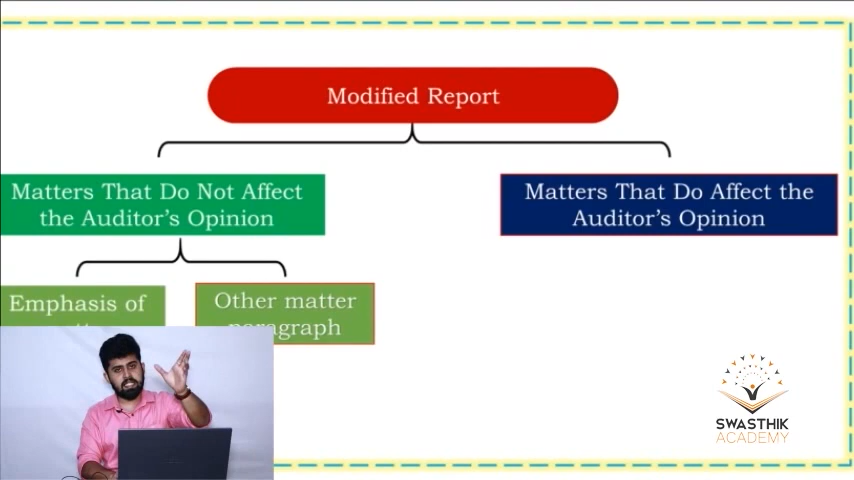 Modified Report
Matters That Do Not Affect
the Auditor's Opinion
Matters That Do Affect the
Auditor's Opinion
Emphasis of
Other matter
paragraph
SWASTHIK
ACADEMY